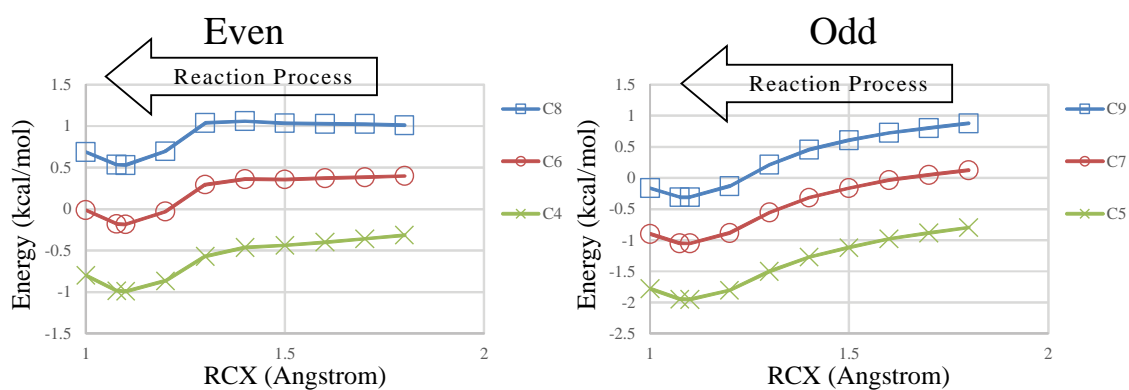 Even
Reaction Process
1.5
1
0.5
0
-0.5
-1
-1.5
1
1.5
2
Energy (kcal/mol)
RCX (Angstrom)
C8
C6
C4
Odd
Reaction Process
1.5
1
0.5
0
-0.5
-1
-1.5
-2
-2.5
1
1.5
2
Energy (kcal/mol)
RCX (Angstrom)
C9
C7
C5